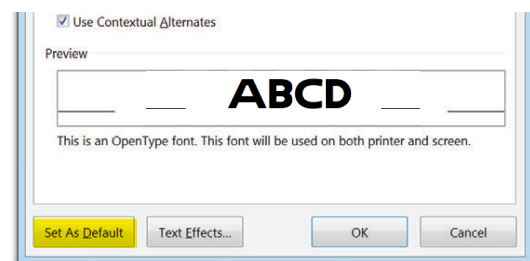 Use Contextual Alternates
Preview
ABCD
This is an OpenType font. This font will be used on both printer and screen.
Set As Default Text Effects... OK Cancel